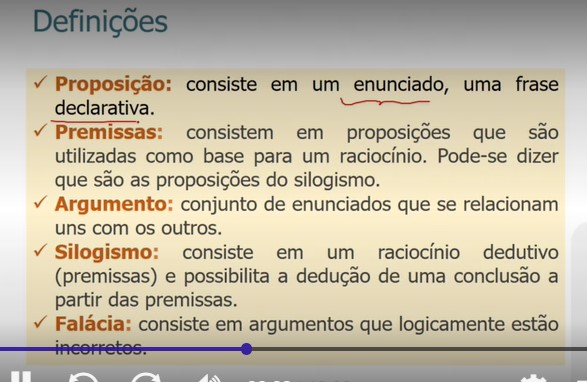 Definições
✓ Proposição: consiste em um enunciado, uma frase
declarativa.
✓ Premissas: consistem em proposições que são
utilizadas como base para um raciocínio. Pode-se dizer
que são as proposições do silogismo.
✓ Argumento: conjunto de enunciados que se relacionam
uns com os outros.
✓ Silogismo: consiste em um raciocínio dedutivo
(premissas) e possibilita a dedução de uma conclusão a
partir das premissas.
✓ Falácia: consiste em argumentos que logicamente estão
incorretos.